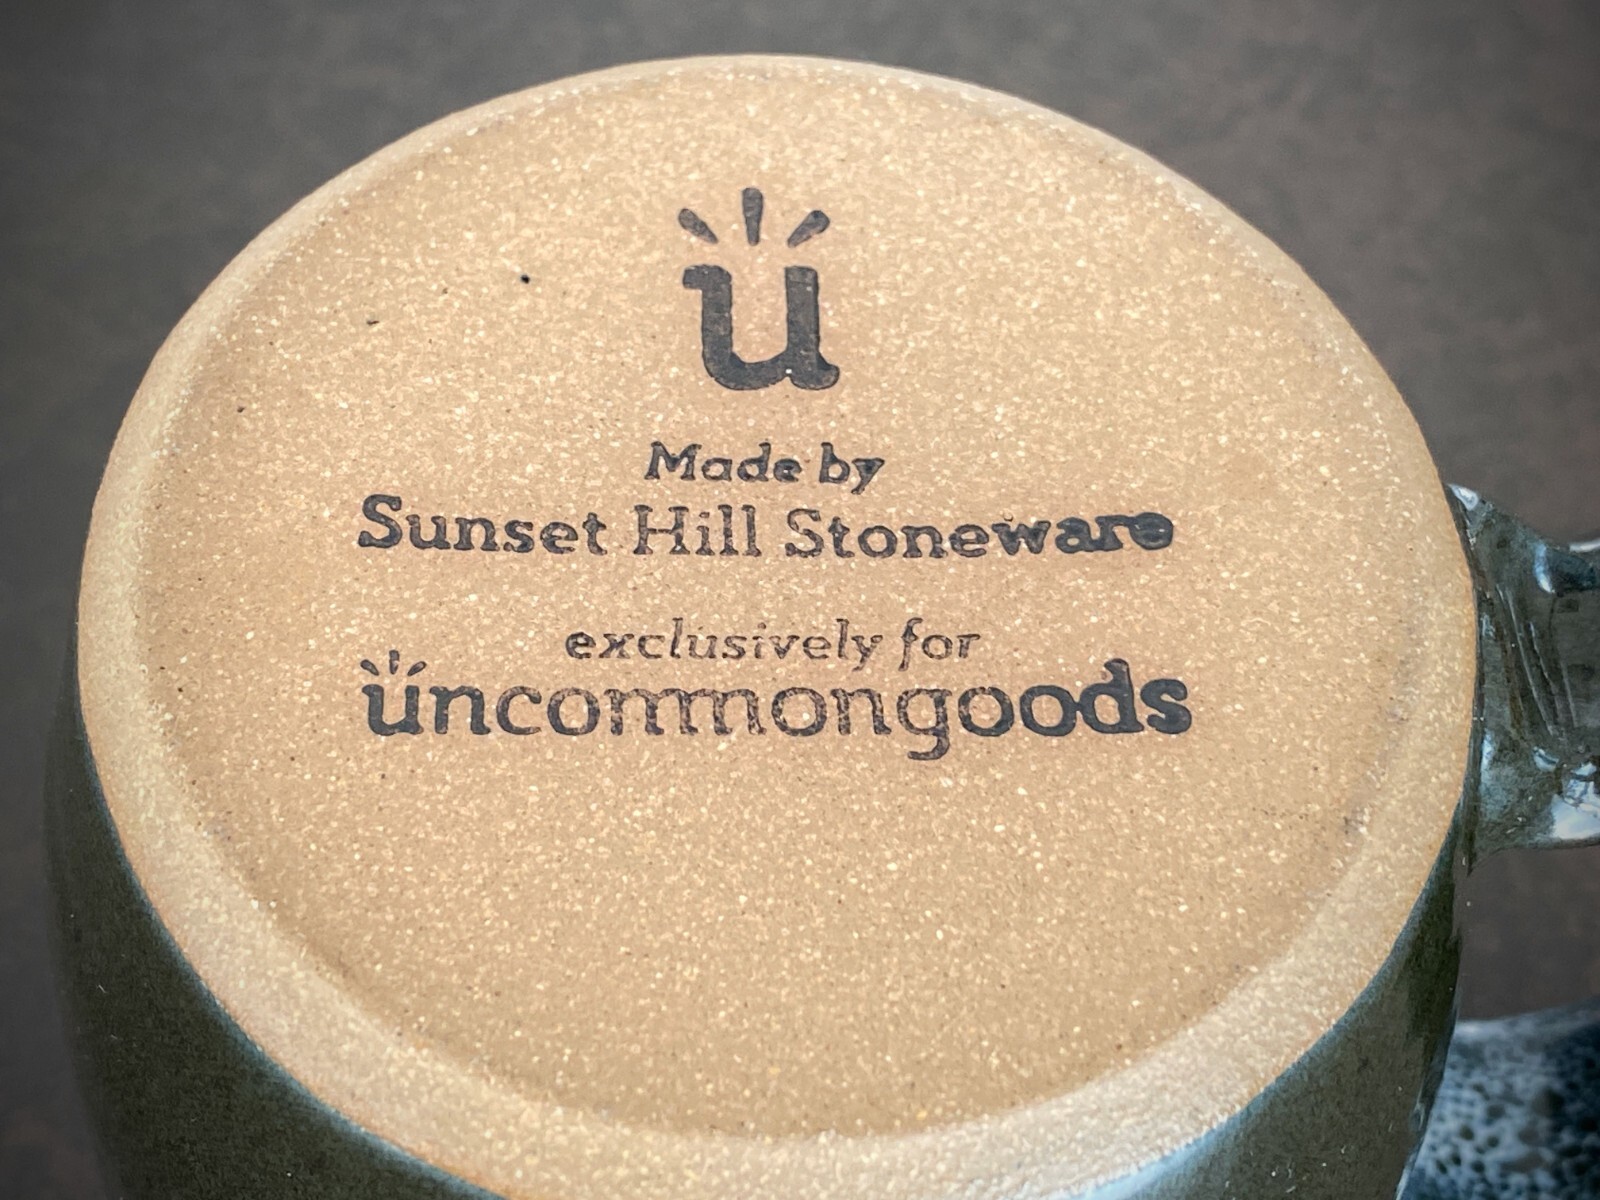 u
Made by
Sunset Hill Stoneware
exclusively for
uncommongoods